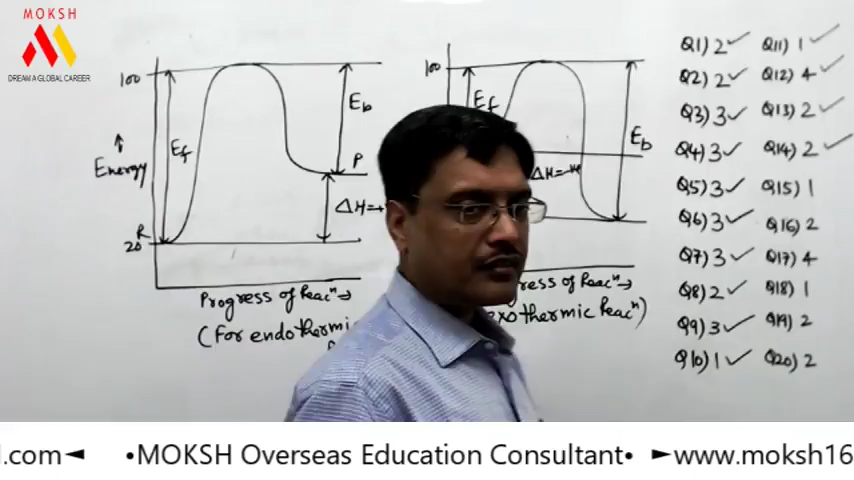 MOKSH
DREAM A GLOBAL CAREER
100
Ef
Eb
↑
Energy
P
ΔH=+
R
20
Progress of Reacⁿ→
(For endothermi
100
Ef
Eb
ΔH=-
ress of Reacⁿ→
exothermic Reacⁿ)
Q1) 2✓
Q2) 2✓
Q3) 3✓
Q4) 3✓
Q5) 3✓
Q6) 3✓
Q7) 3✓
Q8) 2✓
Q9) 3✓
Q10) 1✓
Q11) 1✓
Q12) 4✓
Q13) 2✓
Q14) 2✓
Q15) 1
Q16) 2
Q17) 4
Q18) 1
Q19) 2
Q20) 2
l.com◄ •MOKSH Overseas Education Consultant• ►www.moksh16